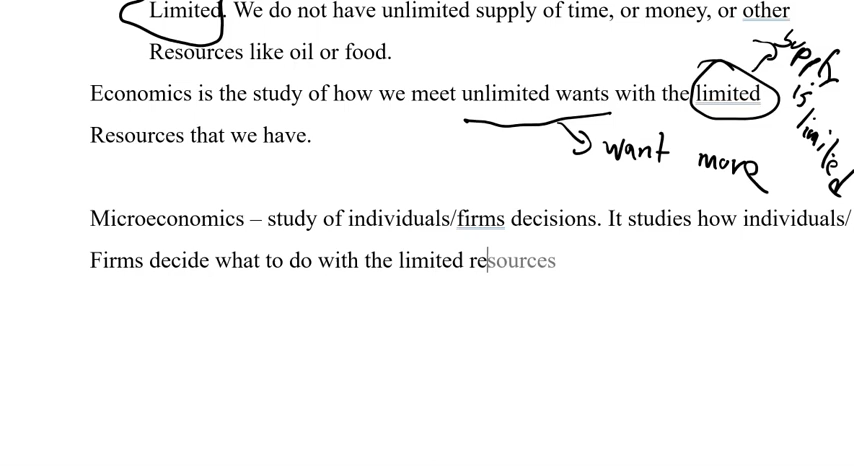 Limited. We do not have unlimited supply of time, or money, or other
Resources like oil or food.
Economics is the study of how we meet unlimited wants with the limited
Resources that we have.
supply
is
limited
want more
Microeconomics – study of individuals/firms decisions. It studies how individuals/
Firms decide what to do with the limited resources